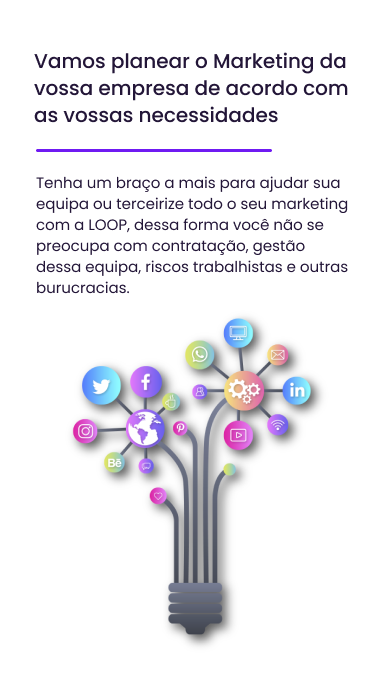 Vamos planear o Marketing da
vossa empresa de acordo com
as vossas necessidades
Tenha um braço a mais para ajudar sua
equipa ou terceirize todo o seu marketing
com a LOOP, dessa forma você não se
preocupa com contratação, gestão
dessa equipa, riscos trabalhistas e outras
burucracias.
in
Bē